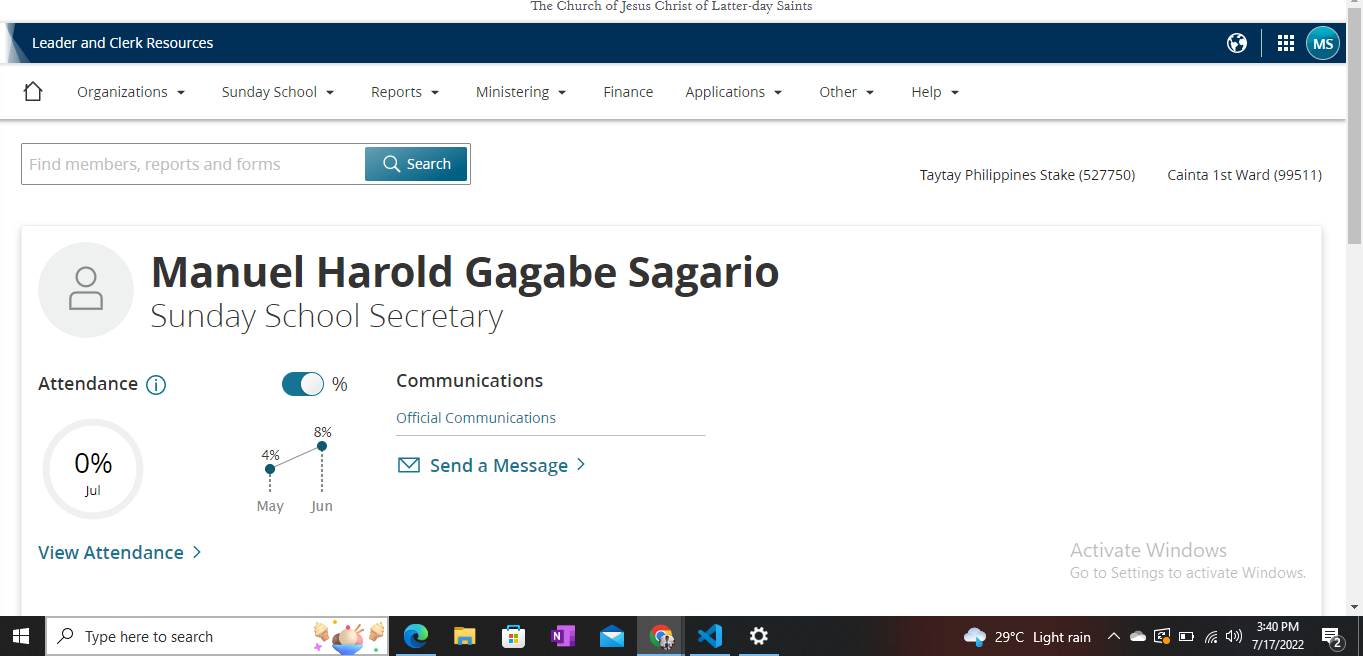 The Church of Jesus Christ of Latter-day Saints
Leader and Clerk Resources
MS
Organizations
Sunday School
Reports
Ministering
Finance
Applications
Other
Help
Find members, reports and forms
Search
Taytay Philippines Stake (527750)
Cainta 1st Ward (99511)
Manuel Harold Gagabe Sagario
Sunday School Secretary
Attendance
%
0%
Jul
4%
8%
May
Jun
View Attendance
Communications
Official Communications
Send a Message
Activate Windows
Go to Settings to activate Windows.
Type here to search
N
29°C Light rain
3:40 PM
7/17/2022
2